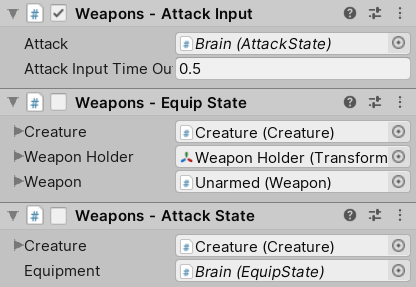 Weapons - Attack Input
Attack Brain (AttackState)
Attack Input Time Ou 0.5
Weapons - Equip State
Creature Creature (Creature)
Weapon Holder Weapon Holder (Transform
Weapon Unarmed (Weapon)
Weapons - Attack State
Creature Creature (Creature)
Equipment Brain (EquipState)